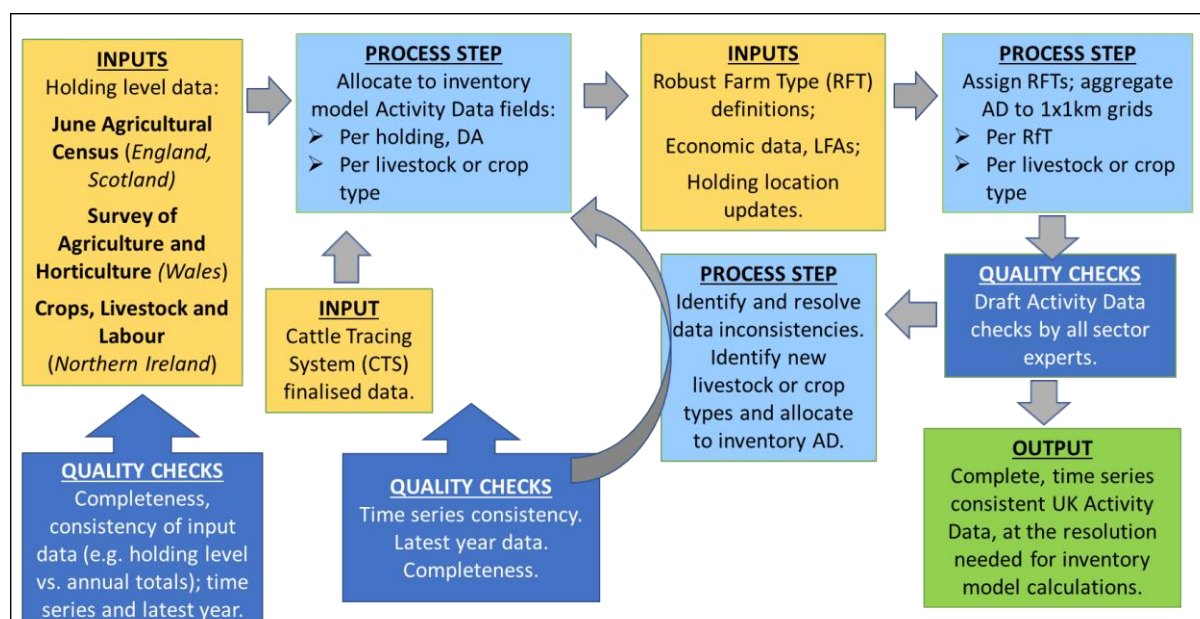 INPUTS
Holding level data:
June Agricultural
Census (England,
Scotland)
Survey of
Agriculture and
Horticulture (Wales)
Crops, Livestock and
Labour
(Northern Ireland)
PROCESS STEP
Allocate to inventory
model Activity Data fields:
➢ Per holding, DA
➢ Per livestock or crop
type
INPUTS
Robust Farm Type (RFT)
definitions;
Economic data, LFAs;
Holding location
updates.
PROCESS STEP
Assign RFTs; aggregate
AD to 1x1km grids
➢ Per RfT
➢ Per livestock or crop
type
INPUT
Cattle Tracing
System (CTS)
finalised data.
PROCESS STEP
Identify and resolve
data inconsistencies.
Identify new
livestock or crop
types and allocate
to inventory AD.
QUALITY CHECKS
Draft Activity Data
checks by all sector
experts.
QUALITY CHECKS
Completeness,
consistency of input
data (e.g. holding level
vs. annual totals); time
series and latest year.
QUALITY CHECKS
Time series consistency.
Latest year data.
Completeness.
OUTPUT
Complete, time series
consistent UK Activity
Data, at the resolution
needed for inventory
model calculations.